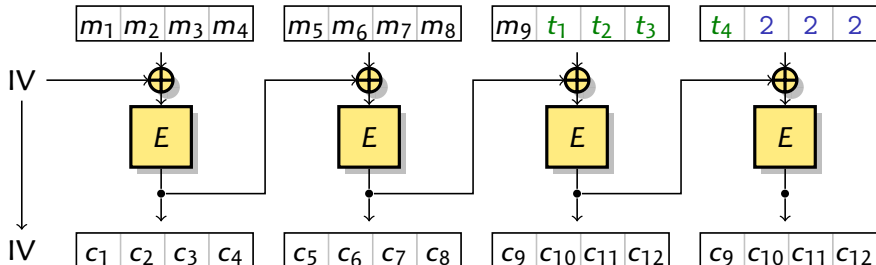 m1 m2 m3 m4 m5 m6 m7 m8 m9 t1 t2 t3 t4 2 2 2
IV
E E E E
IV c1 c2 c3 c4 c5 c6 c7 c8 c9 c10 c11 c12 c9 c10 c11 c12